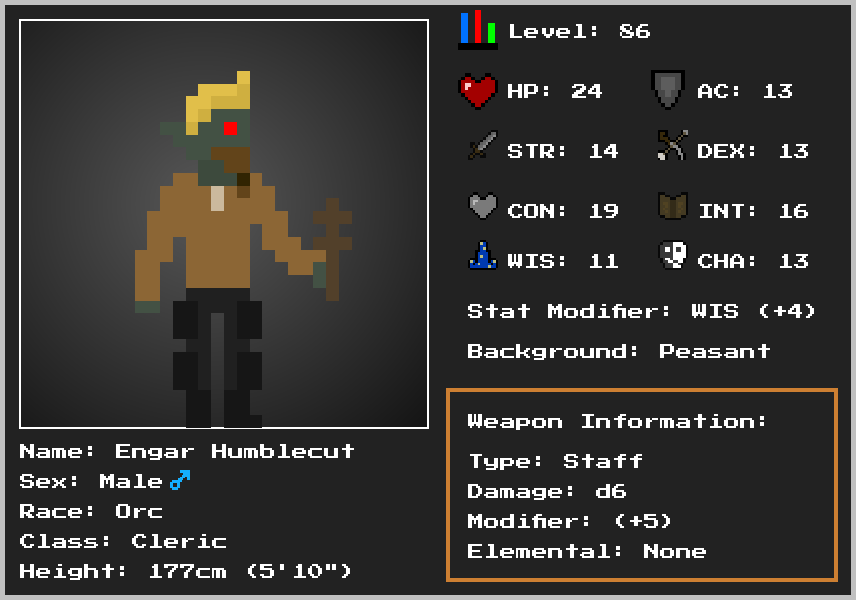 Level: 86
HP: 24 AC: 13
STR: 14 DEX: 13
CON: 19 INT: 16
WIS: 11 CHA: 13
Stat Modifier: WIS (+4)
Background: Peasant
Weapon Information:
Type: Staff
Damage: d6
Modifier: (+5)
Elemental: None
Name: Engar Humblecut
Sex: Male♂
Race: Orc
Class: Cleric
Height: 177cm (5'10")